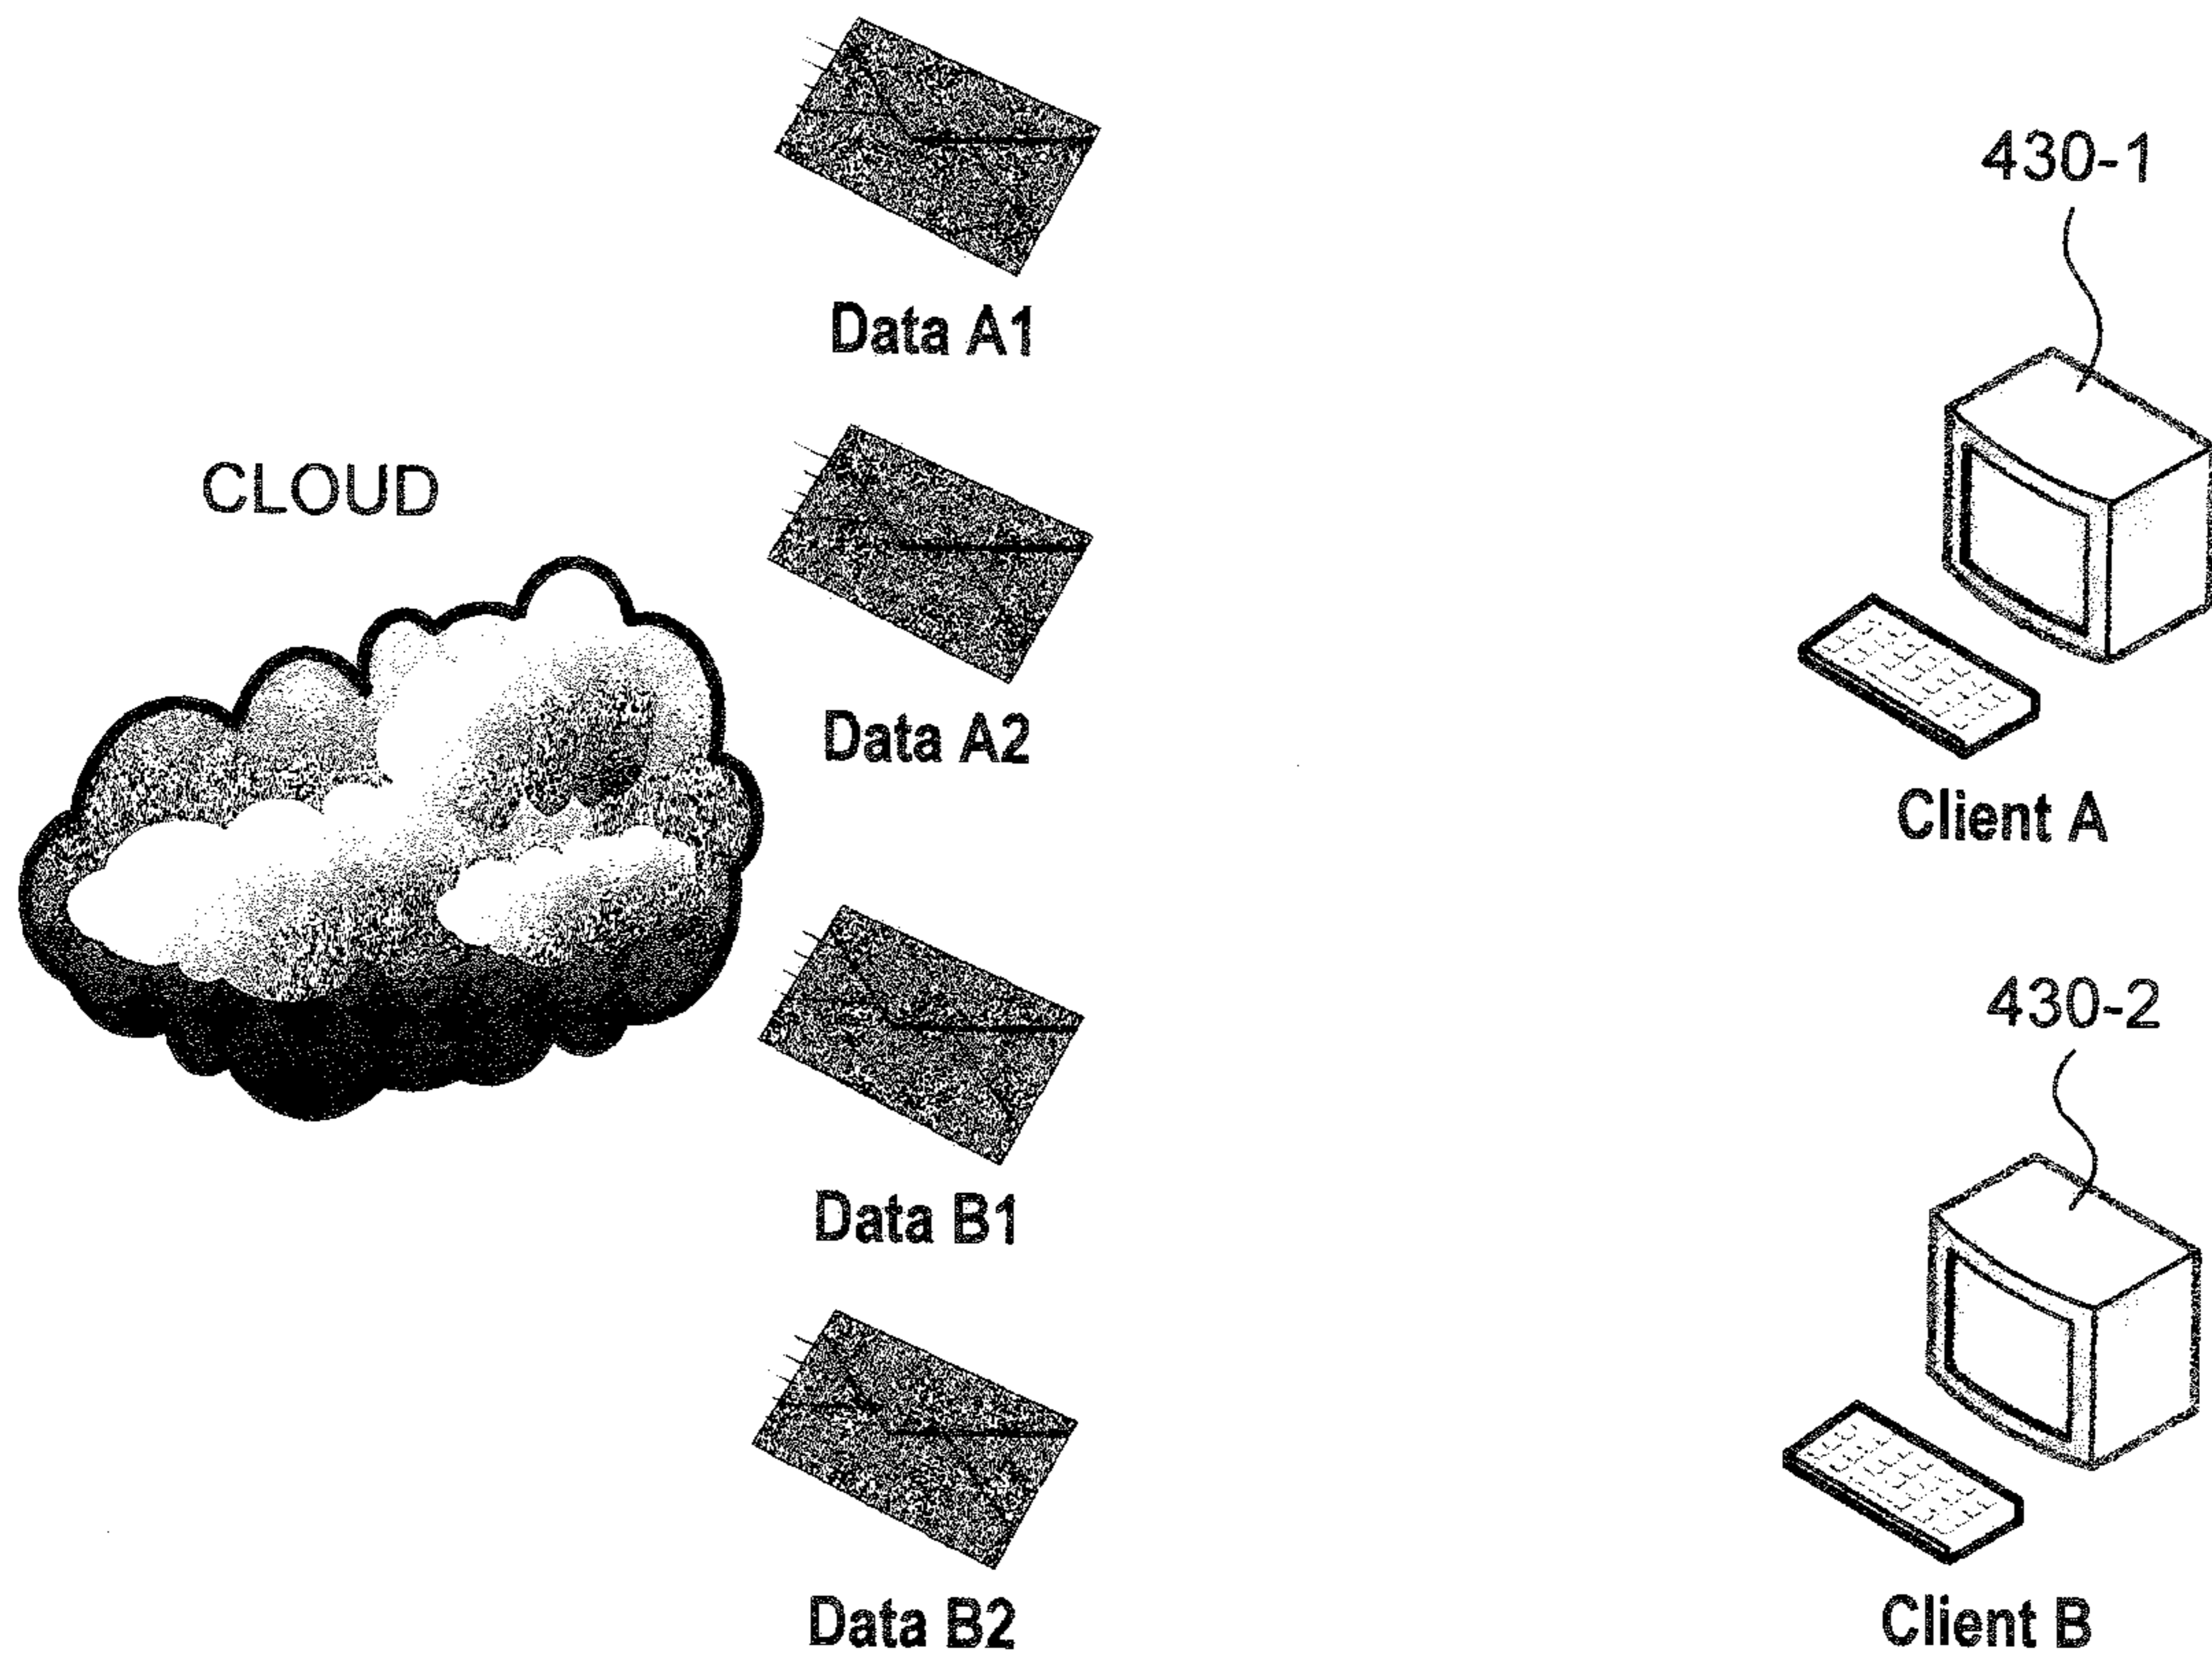 430-1
Data A1
CLOUD
Data A2
Client A
430-2
Data B1
Data B2
Client B